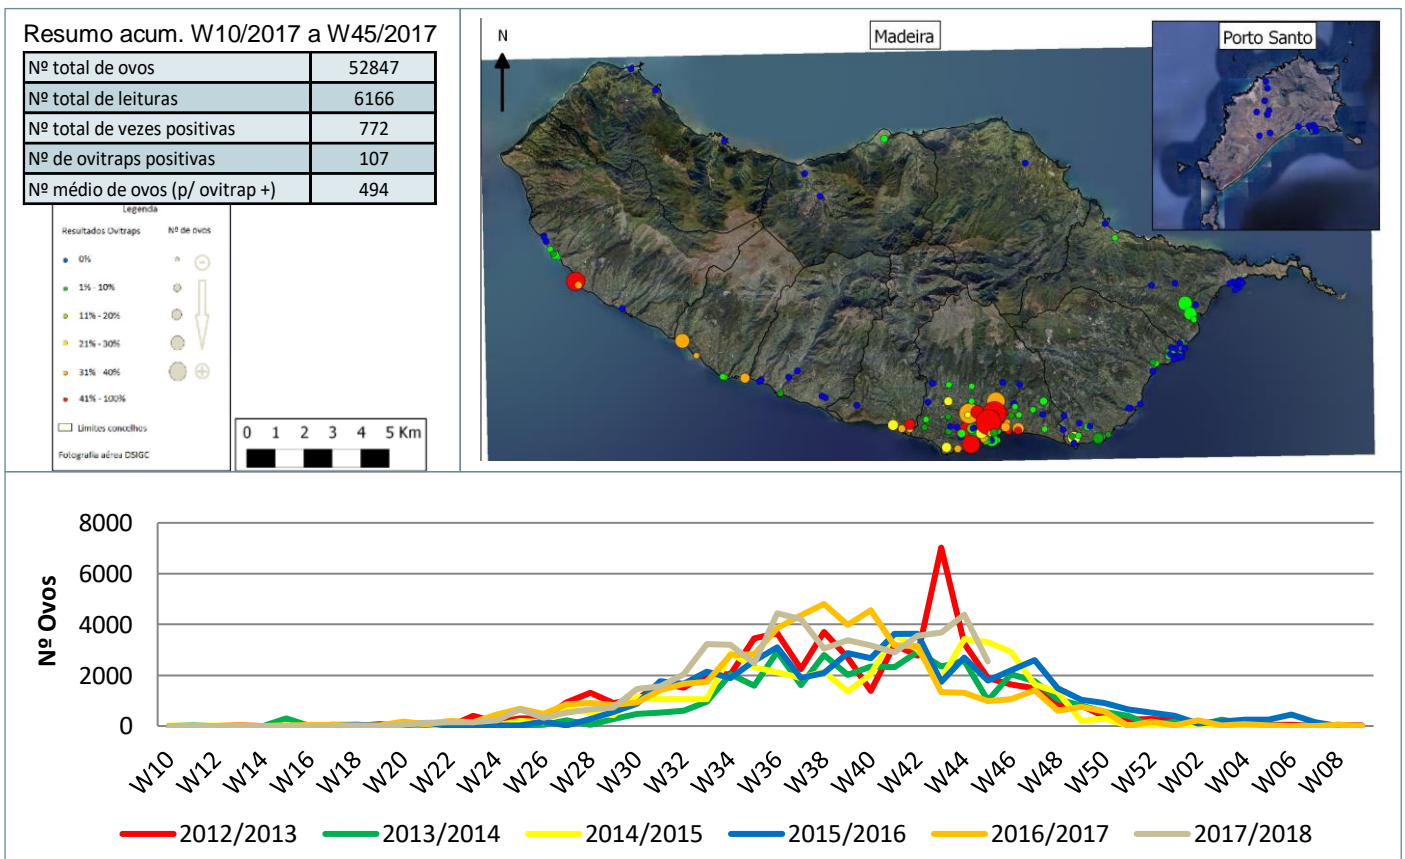 Resumo acum. W10/2017 a W45/2017
Nº total de ovos 52847
Nº total de leituras 6166
Nº total de vezes positivas 772
Nº de ovitraps positivas 107
Nº médio de ovos (p/ ovitrap +) 494
Legenda
Resultados Ovitraps Nº de ovos
0%
1% - 10%
11% - 20%
21% - 30%
31% - 40%
41% - 100%
Limites concelhos
Fotografia aérea DSIGC
0 1 2 3 4 5 Km
N
Madeira
Porto Santo
8000
6000
4000
2000
0
Nº Ovos
W10 W12 W14 W16 W18 W20 W22 W24 W26 W28 W30 W32 W34 W36 W38 W40 W42 W44 W46 W48 W50 W52 W02 W04 W06 W08
2012/2013 2013/2014 2014/2015 2015/2016 2016/2017 2017/2018